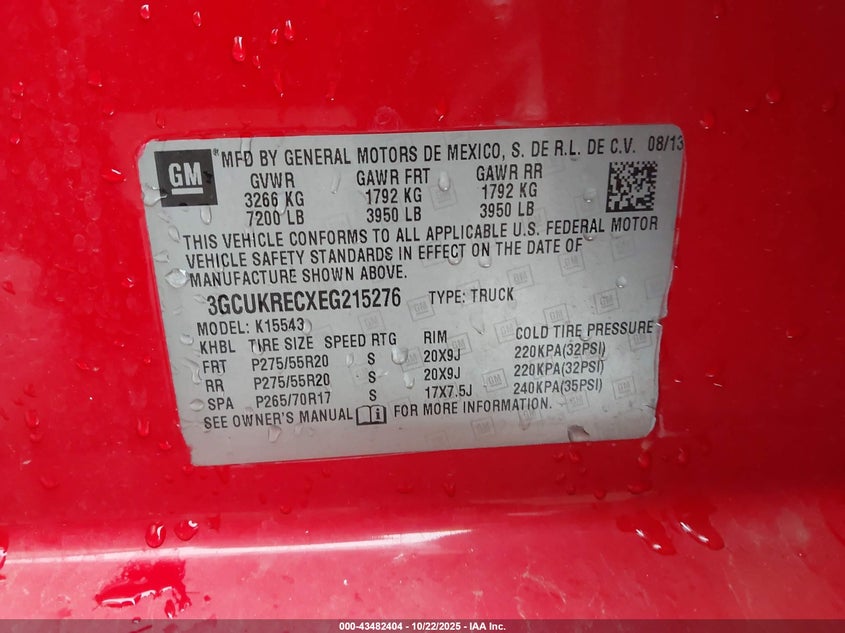 GM
® MFD BY GENERAL MOTORS DE MEXICO, S. DE R.L. DE C.V. 08/13
GVWR GAWR FRT GAWR RR
3266 KG 1792 KG 1792 KG
7200 LB 3950 LB 3950 LB
THIS VEHICLE CONFORMS TO ALL APPLICABLE U.S. FEDERAL MOTOR
VEHICLE SAFETY STANDARDS IN EFFECT ON THE DATE OF
MANUFACTURE SHOWN ABOVE.
3GCUKRECXEG215276 TYPE: TRUCK
MODEL: K15543
KHBL TIRE SIZE SPEED RTG RIM COLD TIRE PRESSURE
FRT P275/55R20 S 20X9J 220KPA(32PSI)
RR P275/55R20 S 20X9J 220KPA(32PSI)
SPA P265/70R17 S 17X7.5J 240KPA(35PSI)
SEE OWNER'S MANUAL FOR MORE INFORMATION.
000-43482404 - 10/22/2025 - IAA Inc.